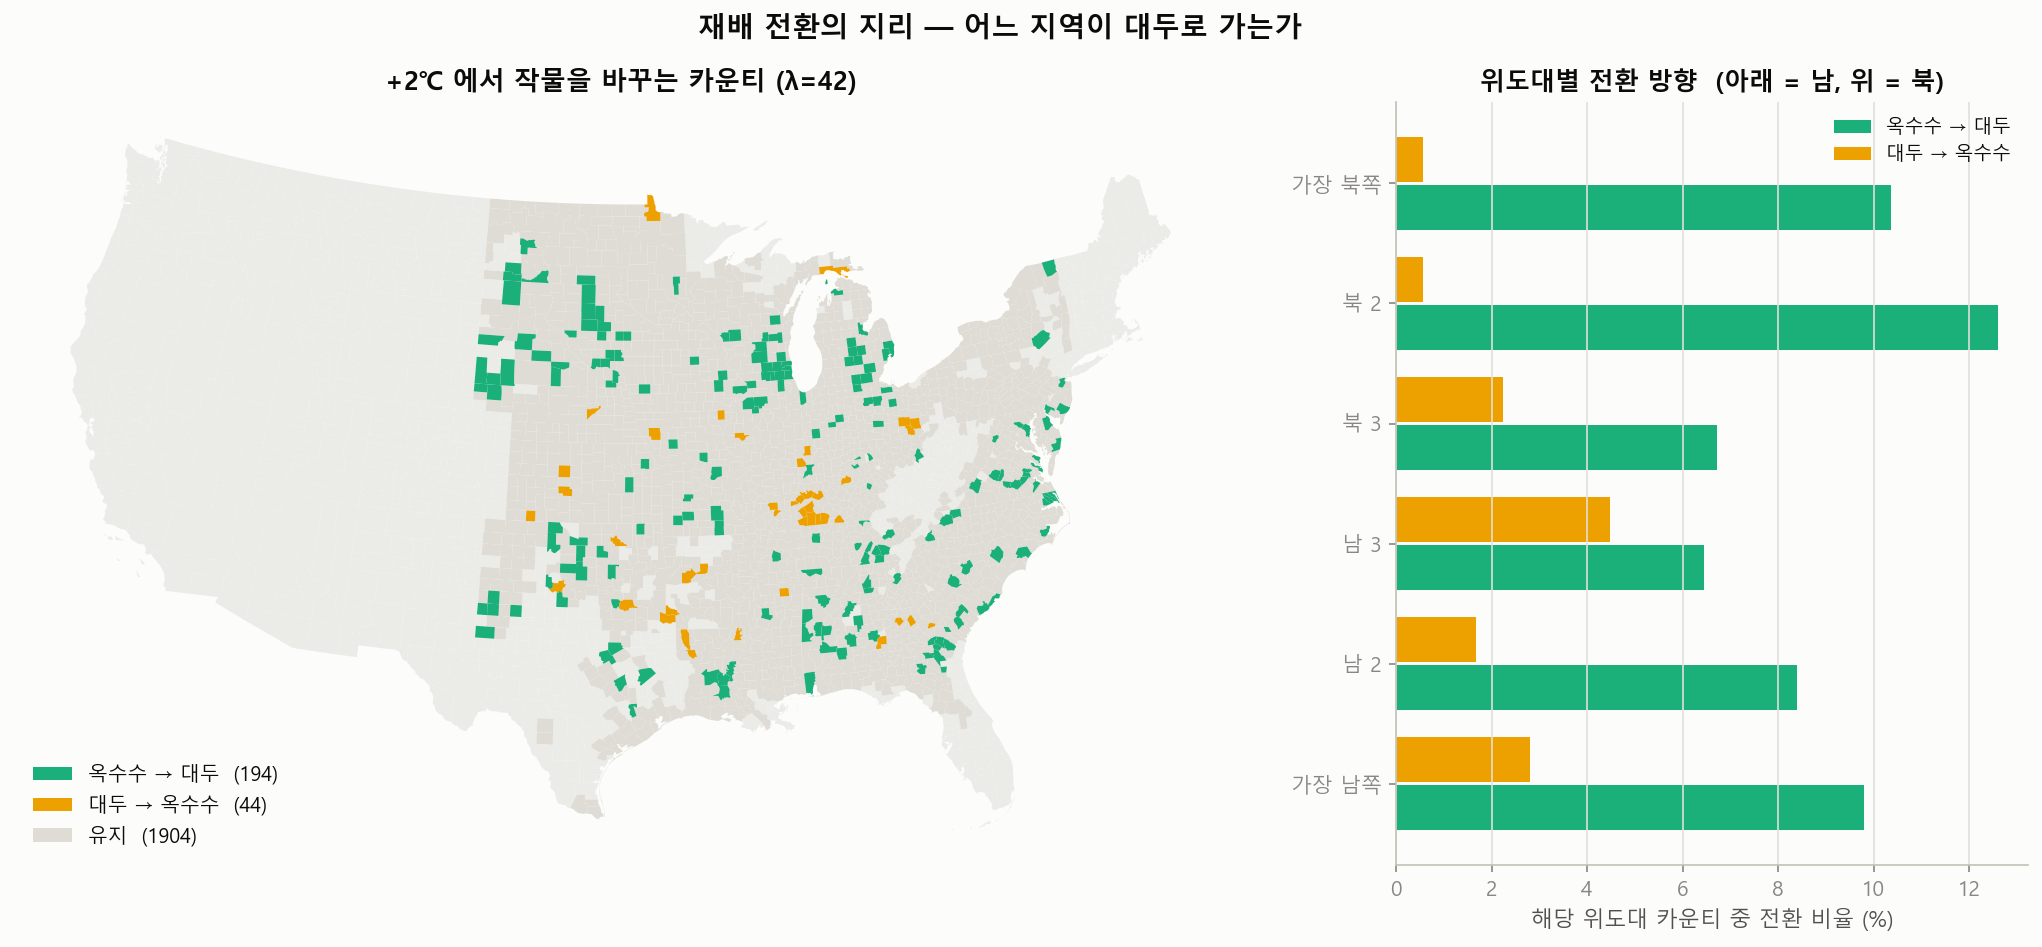 재배 전환의 지리 — 어느 지역이 대두로 가는가
+2℃ 에서 작물을 바꾸는 카운티 (λ=42)
옥수수 → 대두 (194)
대두 → 옥수수 (44)
유지 (1904)
위도대별 전환 방향 (아래 = 남, 위 = 북)
옥수수 → 대두
대두 → 옥수수
가장 북쪽
북 2
북 3
남 3
남 2
가장 남쪽
0 2 4 6 8 10 12
해당 위도대 카운티 중 전환 비율 (%)